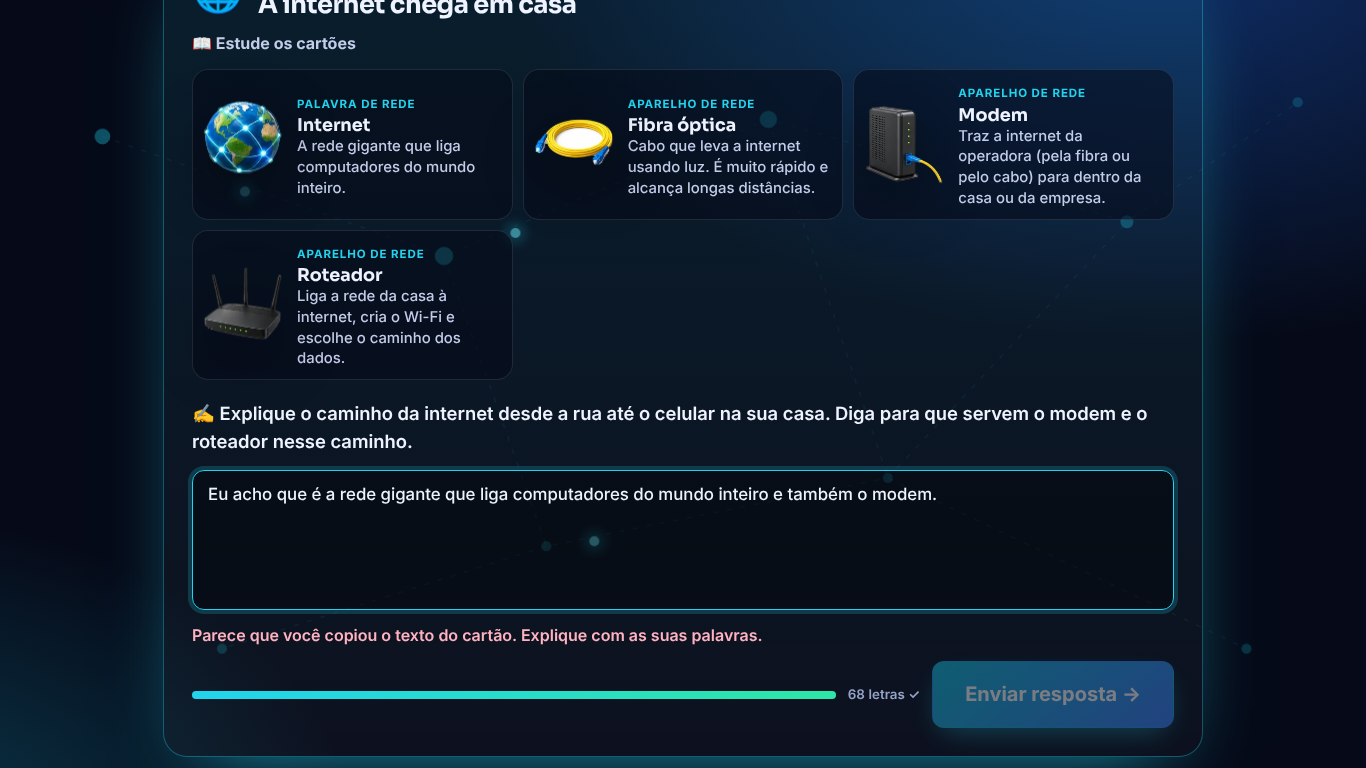 A internet chega em casa
📖 Estude os cartões
PALAVRA DE REDE
Internet
A rede gigante que liga
computadores do mundo
inteiro.
APARELHO DE REDE
Fibra óptica
Cabo que leva a internet
usando luz. É muito rápido e
alcança longas distâncias.
APARELHO DE REDE
Modem
Traz a internet da
operadora (pela fibra ou
pelo cabo) para dentro da
casa ou da empresa.
APARELHO DE REDE
Roteador
Liga a rede da casa à
internet, cria o Wi-Fi e
escolhe o caminho dos
dados.
✍️ Explique o caminho da internet desde a rua até o celular na sua casa. Diga para que servem o modem e o
roteador nesse caminho.
Eu acho que é a rede gigante que liga computadores do mundo inteiro e também o modem.
Parece que você copiou o texto do cartão. Explique com as suas palavras.
68 letras ✓
Enviar resposta →